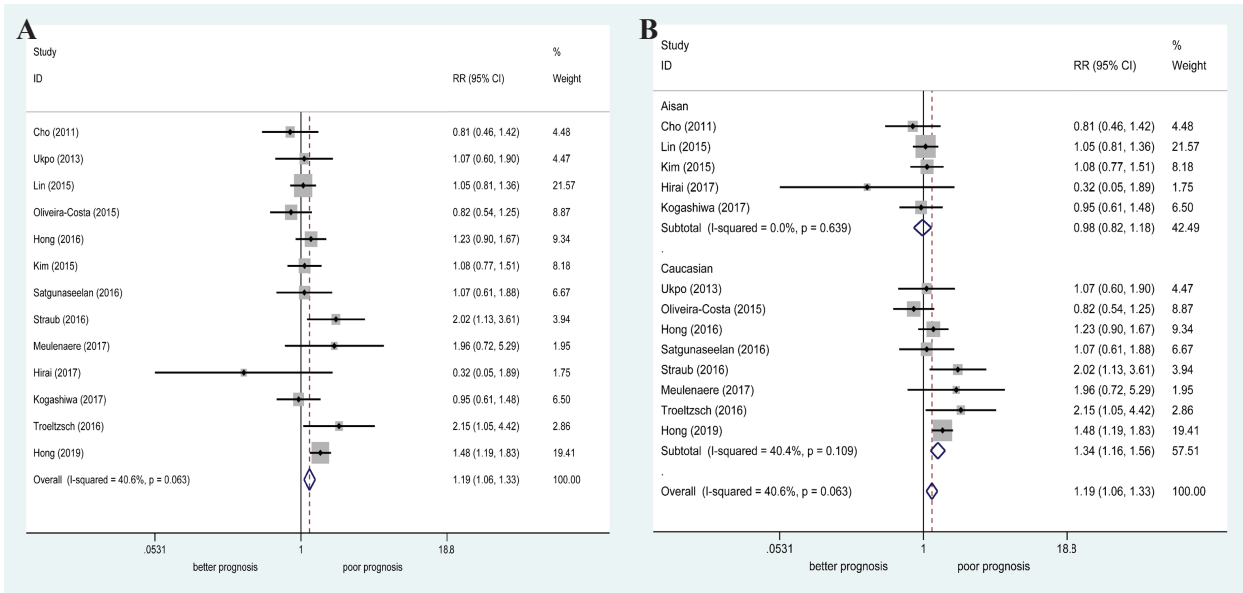 A
Study %
ID RR (95% CI) Weight
Cho (2011) 0.81 (0.46, 1.42) 4.48
Ukpo (2013) 1.07 (0.60, 1.90) 4.47
Lin (2015) 1.05 (0.81, 1.36) 21.57
Oliveira-Costa (2015) 0.82 (0.54, 1.25) 8.87
Hong (2016) 1.23 (0.90, 1.67) 9.34
Kim (2015) 1.08 (0.77, 1.51) 8.18
Satgunaseelan (2016) 1.07 (0.61, 1.88) 6.67
Straub (2016) 2.02 (1.13, 3.61) 3.94
Meulenaere (2017) 1.96 (0.72, 5.29) 1.95
Hirai (2017) 0.32 (0.05, 1.89) 1.75
Kogashiwa (2017) 0.95 (0.61, 1.48) 6.50
Troeltzsch (2016) 2.15 (1.05, 4.42) 2.86
Hong (2019) 1.48 (1.19, 1.83) 19.41
Overall (I-squared = 40.6%, p = 0.063) 1.19 (1.06, 1.33) 100.00
.0531 1 18.8
better prognosis poor prognosis
B
Study %
ID RR (95% CI) Weight
Aisan
Cho (2011) 0.81 (0.46, 1.42) 4.48
Lin (2015) 1.05 (0.81, 1.36) 21.57
Kim (2015) 1.08 (0.77, 1.51) 8.18
Hirai (2017) 0.32 (0.05, 1.89) 1.75
Kogashiwa (2017) 0.95 (0.61, 1.48) 6.50
Subtotal (I-squared = 0.0%, p = 0.639) 0.98 (0.82, 1.18) 42.49
.
Caucasian
Ukpo (2013) 1.07 (0.60, 1.90) 4.47
Oliveira-Costa (2015) 0.82 (0.54, 1.25) 8.87
Hong (2016) 1.23 (0.90, 1.67) 9.34
Satgunaseelan (2016) 1.07 (0.61, 1.88) 6.67
Straub (2016) 2.02 (1.13, 3.61) 3.94
Meulenaere (2017) 1.96 (0.72, 5.29) 1.95
Troeltzsch (2016) 2.15 (1.05, 4.42) 2.86
Hong (2019) 1.48 (1.19, 1.83) 19.41
Subtotal (I-squared = 40.4%, p = 0.109) 1.34 (1.16, 1.56) 57.51
.
Overall (I-squared = 40.6%, p = 0.063) 1.19 (1.06, 1.33) 100.00
.0531 1 18.8
better prognosis poor prognosis